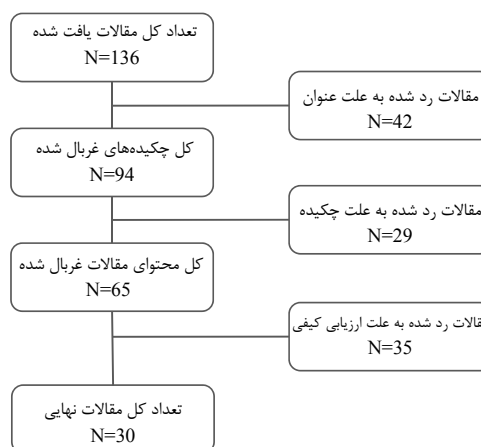 تعداد کل مقالات یافت شده
N=136
مقالات رد شده به علت عنوان
N=42
کل چکیده‌های غربال شده
N=94
مقالات رد شده به علت چکیده
N=29
کل محتوای مقالات غربال شده
N=65
رد شده به علت ارزیابی کیفی
N=35
تعداد کل مقالات نهایی
N=30